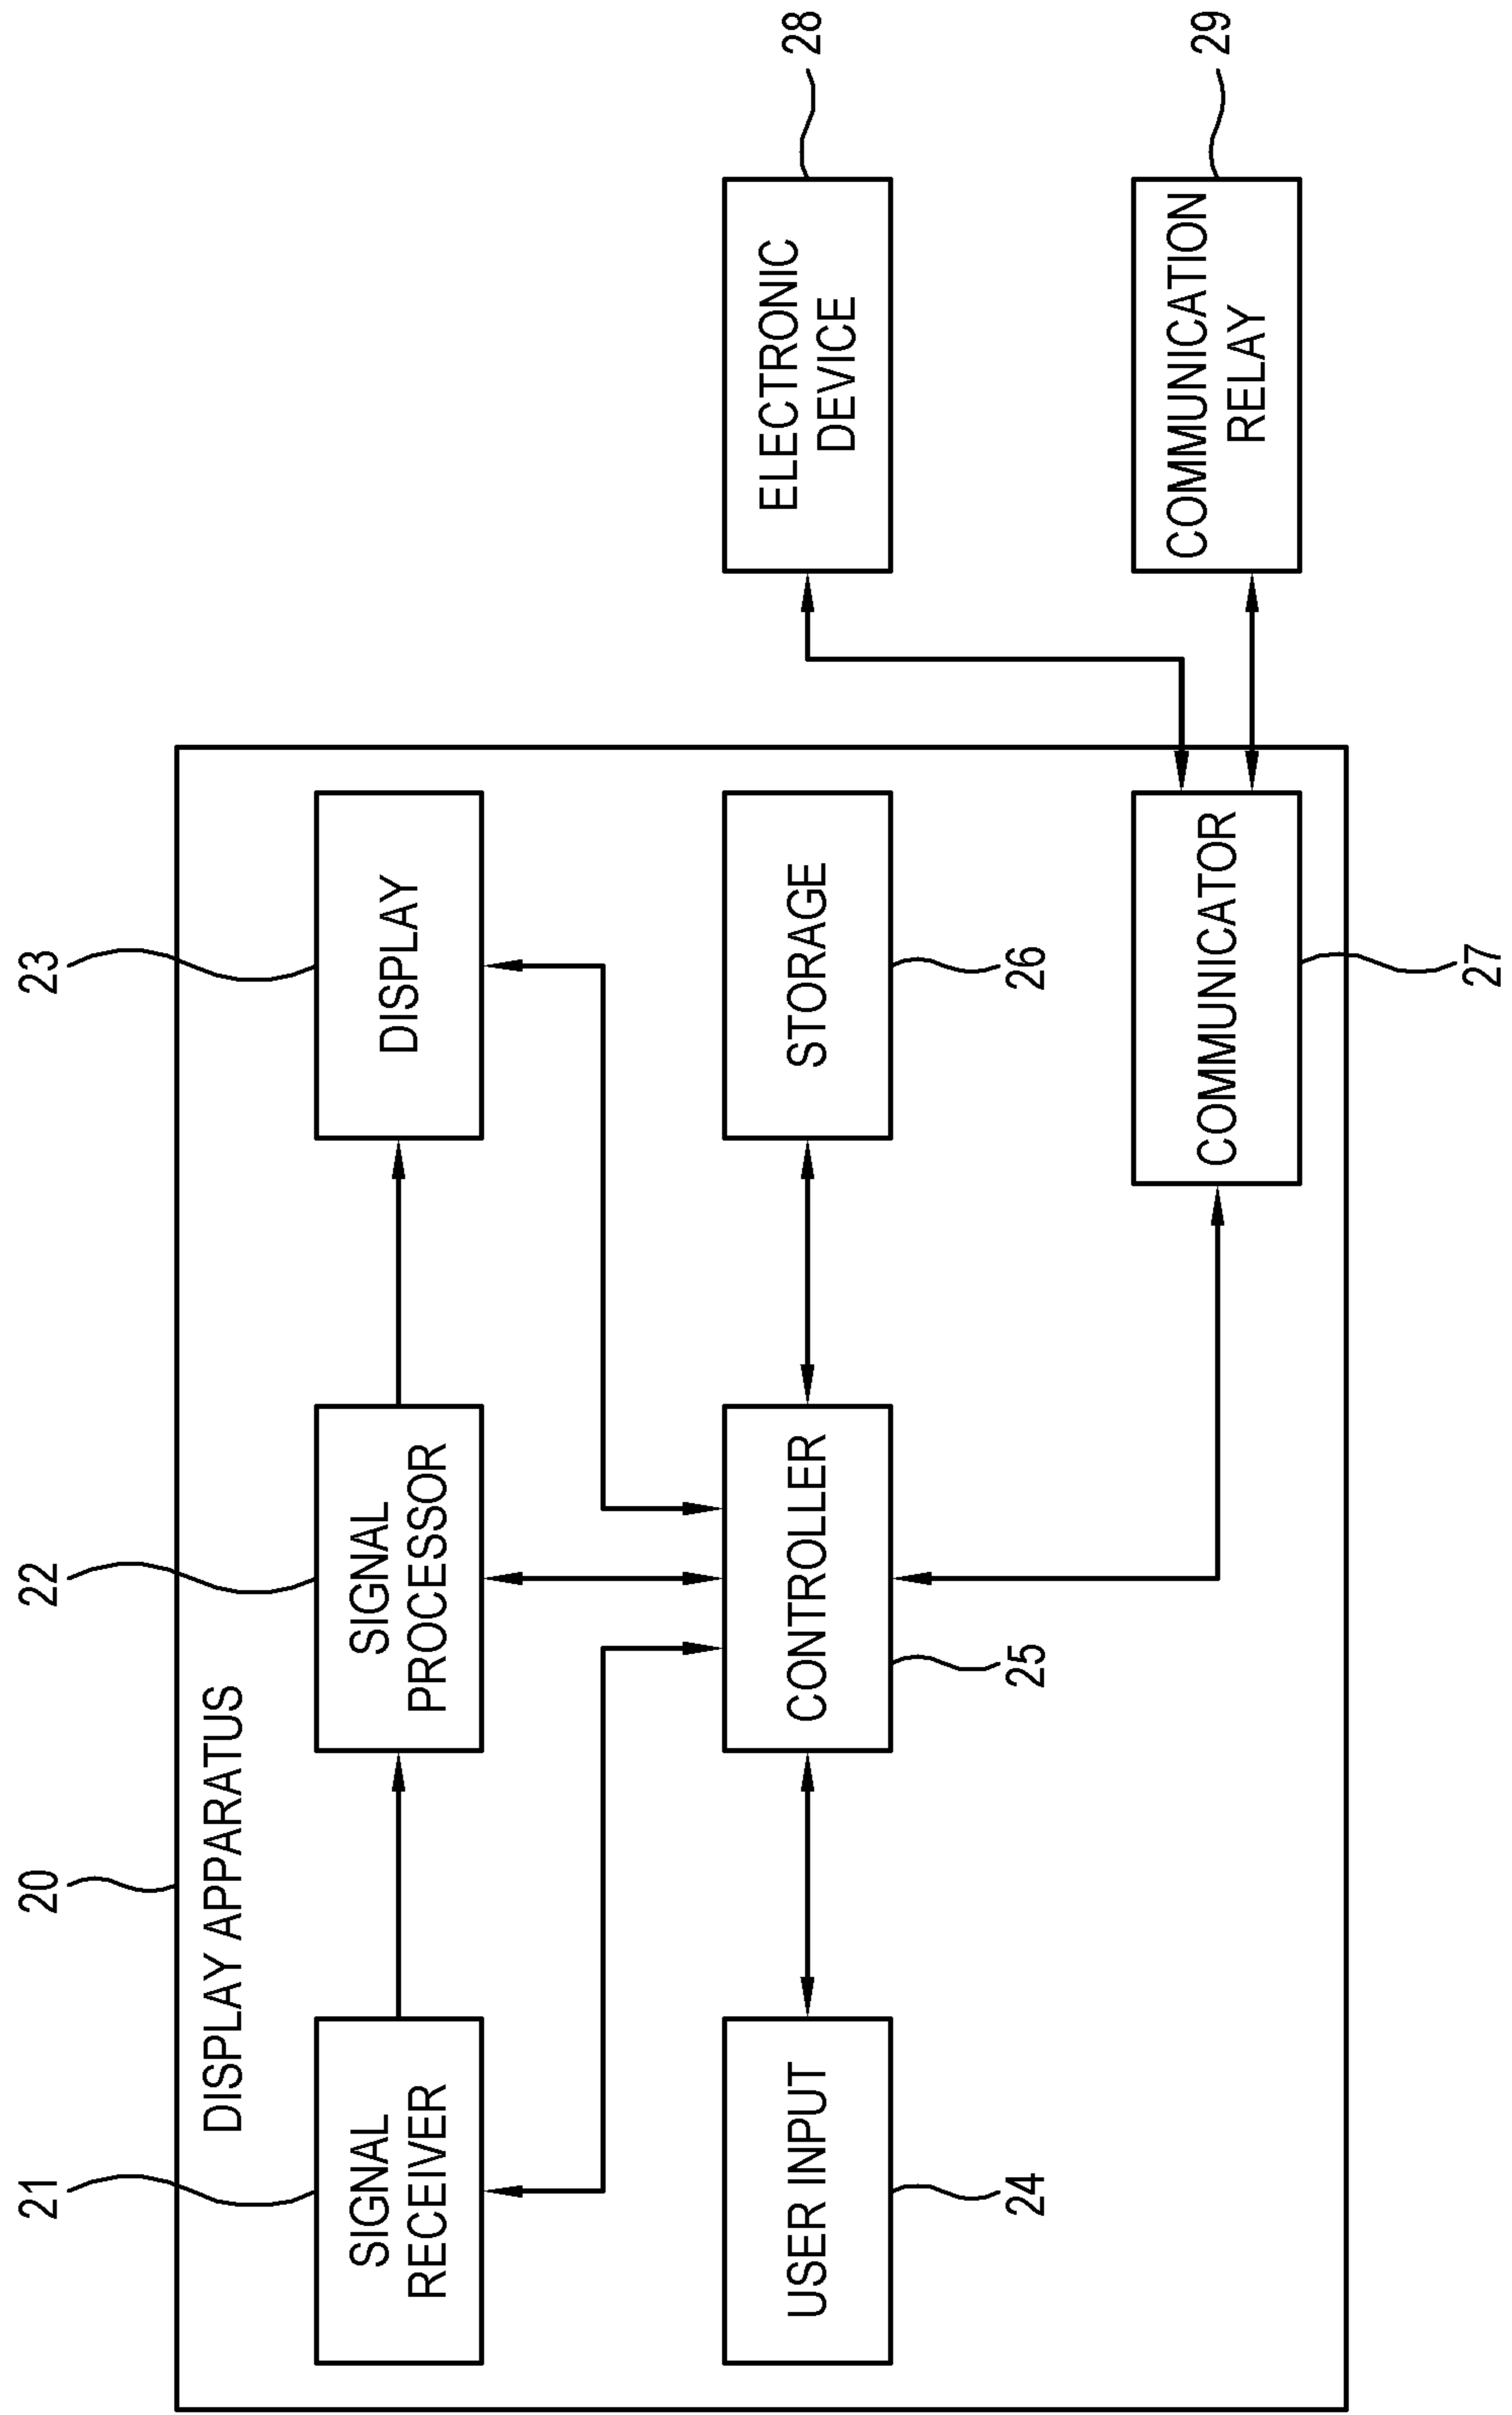 20
DISPLAY APPARATUS
21
22
23
SIGNAL
RECEIVER
SIGNAL
PROCESSOR
DISPLAY
28
USER INPUT
CONTROLLER
STORAGE
ELECTRONIC
DEVICE
24
25
26
29
COMMUNICATOR
COMMUNICATION
RELAY
27